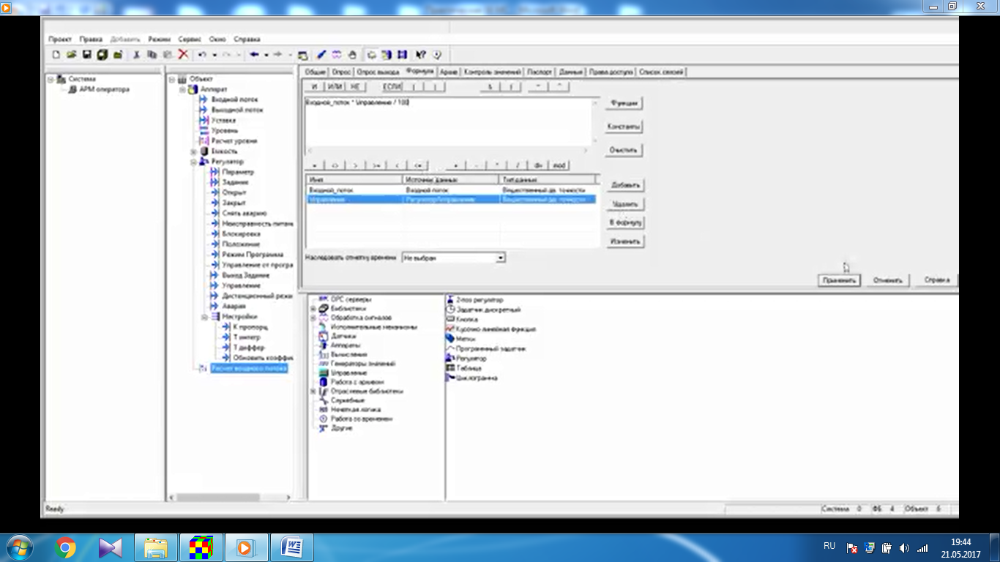 Проект Правка Добавить Режим Сервис Окно Справка
Система
АРМ оператора
Объект
Аппарат
Входной поток
Выходной поток
Уставка
Уровень
Расчет уровня
Емкость
Регулятор
Параметр
Задание
Открыт
Закрыт
Снять аварию
Неисправность питани
Блокировка
Положение
Режим Программа
Управление от програ
Выход Задание
Управление
Дистанционный режи
Авария
Настройки
К пропорц
Т интегр
Т диффер
Обновить коэффи
Расчет входного потока
Общие Опрос Опрос выхода Формула Архив Контроль значений Паспорт Данные Права доступа Список связей
И ИЛИ НЕ ЕСЛИ ( )
Входной_поток * Управление / 100
Функции
Константы
Очистить
= <> > >= < <= + - * / div mod
Имя Источник данных Тип данных
Входной_поток Входной поток Вещественный дв. точности
Управление Регулятор\Управление Вещественный дв. точности
Добавить
Удалить
В формулу
Изменить
Наследовать отметку времени Не выбран
Применить Отменить Справка
OPC серверы
Библиотеки
Обработка сигналов
Исполнительные механизмы
Датчики
Аппараты
Вычисления
Генераторы значений
Управление
Работа с архивом
Отраслевые библиотеки
Служебные
Нечеткая логика
Работа со временем
Другие
2-поз регулятор
Задатчик дискретный
Кнопка
Кусочно линейная функция
Метки
Програмный задатчик
Регулятор
Таблица
Циклограмма
Ready
Система 0 ФБ 4 Объект 6
RU
19:44
21.05.2017